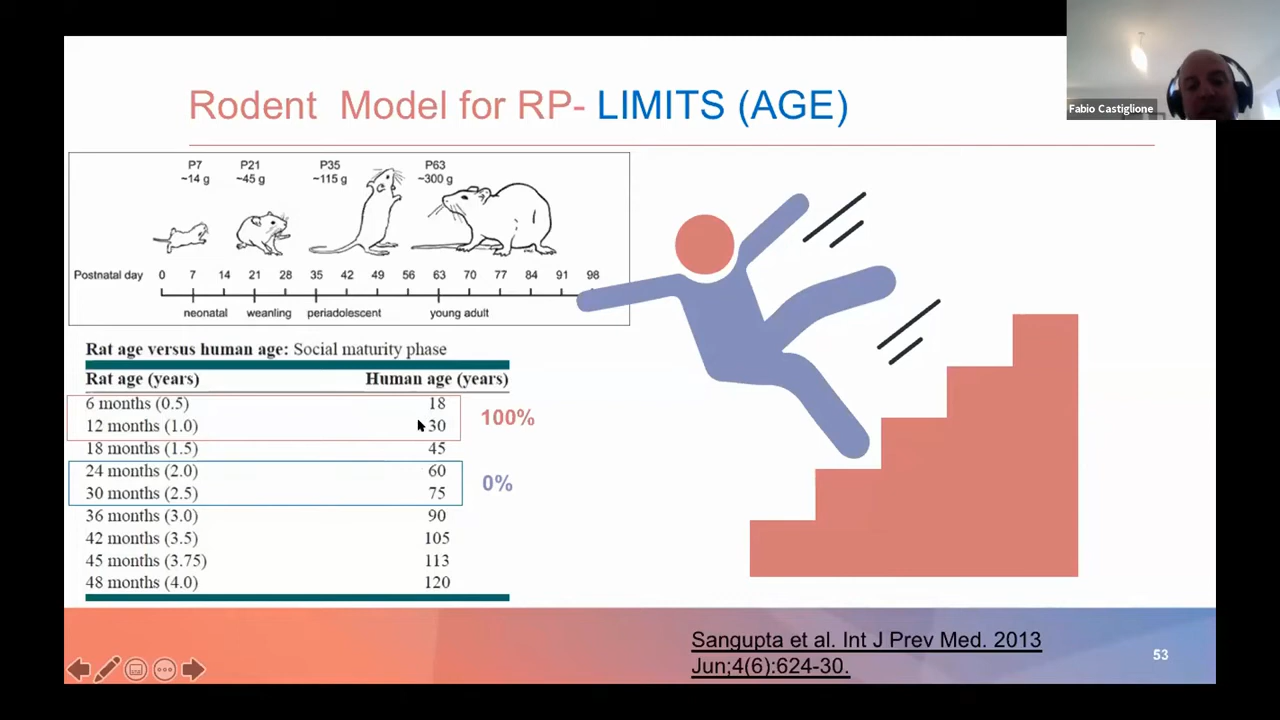 Rodent Model for RP- LIMITS (AGE)
Fabio Castiglione
P7 P21 P35 P63
~14 g ~45 g ~115 g ~300 g
Postnatal day 0 7 14 21 28 35 42 49 56 63 70 77 84 91 98
neonatal weanling periadolescent young adult
Rat age versus human age: Social maturity phase
Rat age (years) Human age (years)
6 months (0.5) 18
12 months (1.0) 30
100%
18 months (1.5) 45
24 months (2.0) 60
0%
30 months (2.5) 75
36 months (3.0) 90
42 months (3.5) 105
45 months (3.75) 113
48 months (4.0) 120
Sangupta et al. Int J Prev Med. 2013
Jun;4(6):624-30.
53